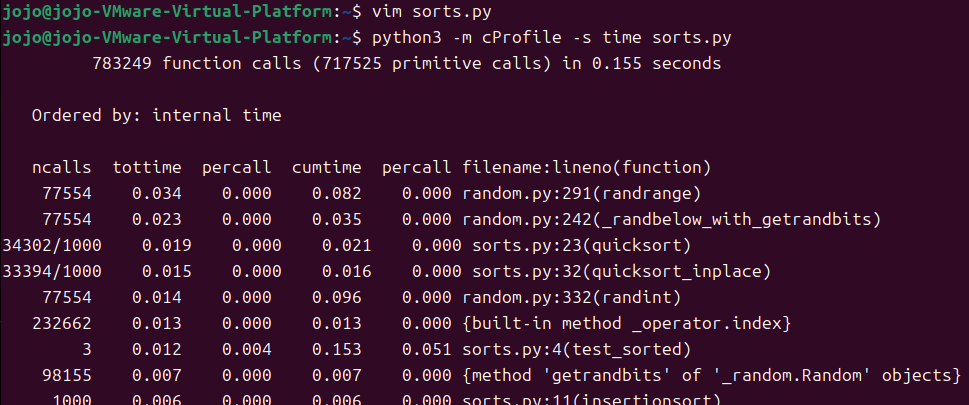 jojo@jojo-VMware-Virtual-Platform:~$ vim sorts.py
jojo@jojo-VMware-Virtual-Platform:~$ python3 -m cProfile -s time sorts.py
         783249 function calls (717525 primitive calls) in 0.155 seconds
   Ordered by: internal time
   ncalls  tottime  percall  cumtime  percall filename:lineno(function)
    77554    0.034    0.000    0.082    0.000 random.py:291(randrange)
    77554    0.023    0.000    0.035    0.000 random.py:242(_randbelow_with_getrandbits)
34302/1000    0.019    0.000    0.021    0.000 sorts.py:23(quicksort)
33394/1000    0.015    0.000    0.016    0.000 sorts.py:32(quicksort_inplace)
    77554    0.014    0.000    0.096    0.000 random.py:332(randint)
   232662    0.013    0.000    0.013    0.000 {built-in method _operator.index}
        3    0.012    0.004    0.153    0.051 sorts.py:4(test_sorted)
    98155    0.007    0.000    0.007    0.000 {method 'getrandbits' of '_random.Random' objects}
     1000    0.006    0.000    0.006    0.000 sorts.py:11(insertionsort)